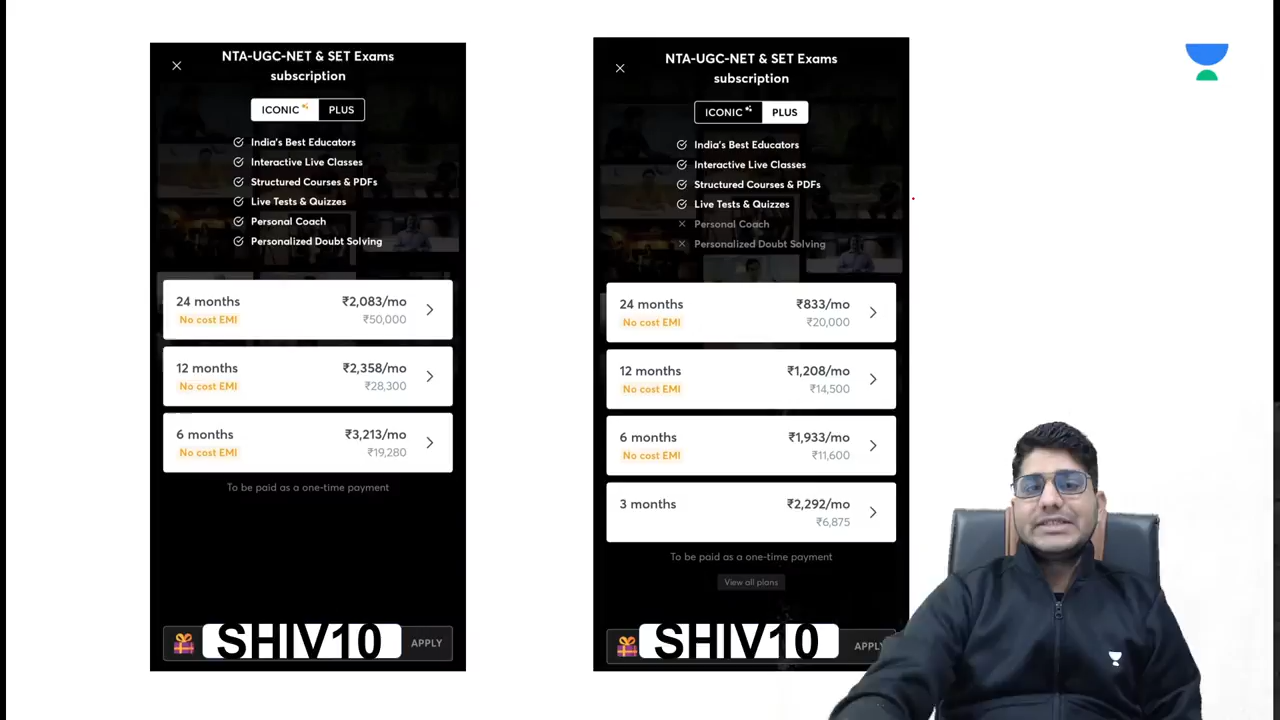 NTA-UGC-NET & SET Exams
subscription
ICONIC PLUS
India's Best Educators
Interactive Live Classes
Structured Courses & PDFs
Live Tests & Quizzes
Personal Coach
Personalized Doubt Solving
24 months ₹2,083/mo
No cost EMI ₹50,000
12 months ₹2,358/mo
No cost EMI ₹28,300
6 months ₹3,213/mo
No cost EMI ₹19,280
To be paid as a one-time payment
SHIV10 APPLY
NTA-UGC-NET & SET Exams
subscription
ICONIC PLUS
India's Best Educators
Interactive Live Classes
Structured Courses & PDFs
Live Tests & Quizzes
Personal Coach
Personalized Doubt Solving
24 months ₹833/mo
No cost EMI ₹20,000
12 months ₹1,208/mo
No cost EMI ₹14,500
6 months ₹1,933/mo
No cost EMI ₹11,600
3 months ₹2,292/mo
₹6,875
To be paid as a one-time payment
View all plans
SHIV10 APPLY